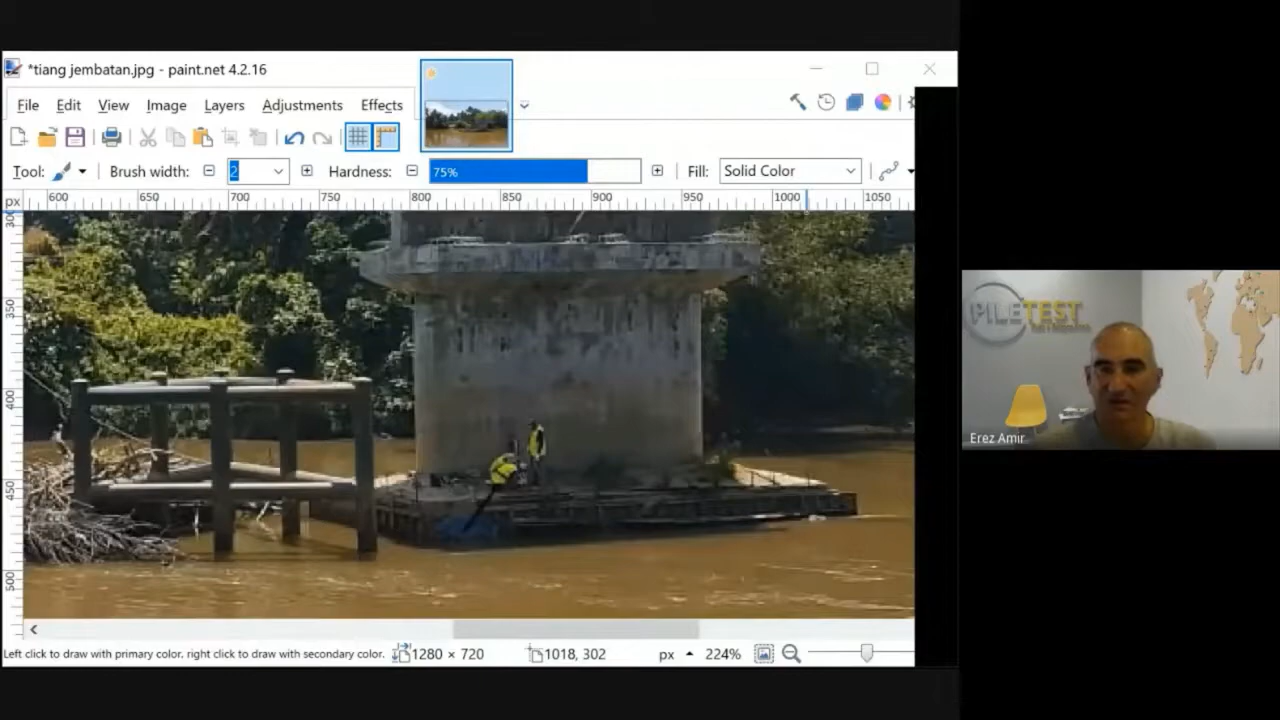 *tiang jembatan.jpg - paint.net 4.2.16
File Edit View Image Layers Adjustments Effects
Tool: Brush width: 2 Hardness: 75% Fill: Solid Color
px 600 650 700 750 800 850 900 950 1000 1050
350
400
450
500
PILETEST
Erez Amir
Left click to draw with primary color. right click to draw with secondary color. 1280 × 720 1018, 302 px 224%